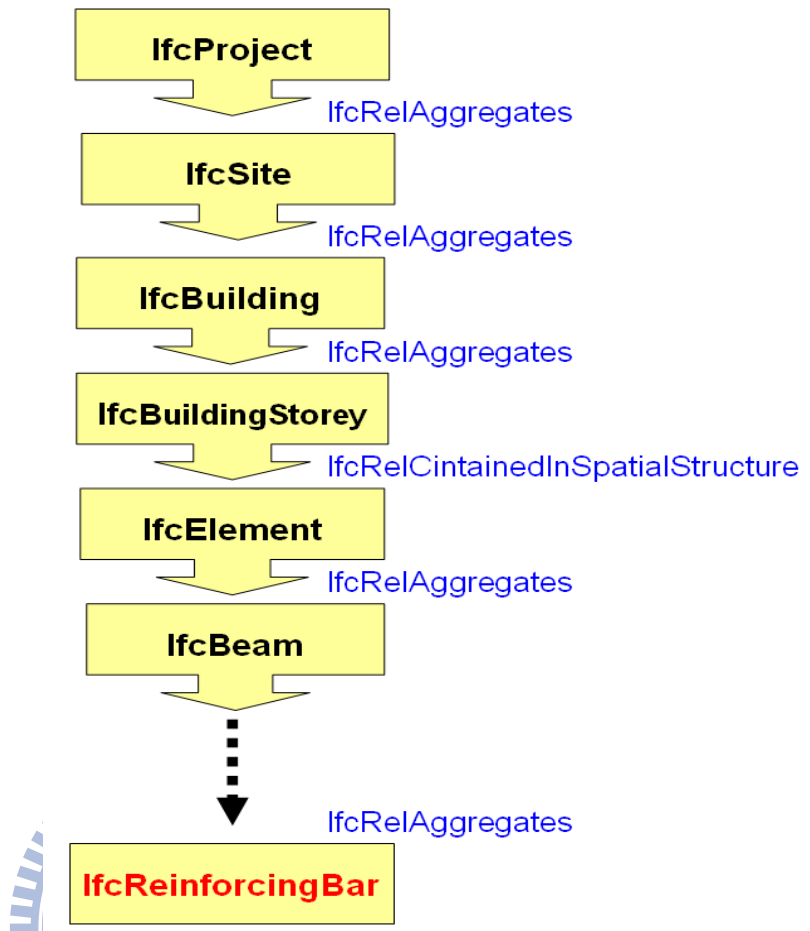 IfcProject
IfcRelAggregates
IfcSite
IfcRelAggregates
IfcBuilding
IfcRelAggregates
IfcBuildingStorey
IfcRelCintainedInSpatialStructure
IfcElement
IfcRelAggregates
IfcBeam
IfcRelAggregates
IfcReinforcingBar